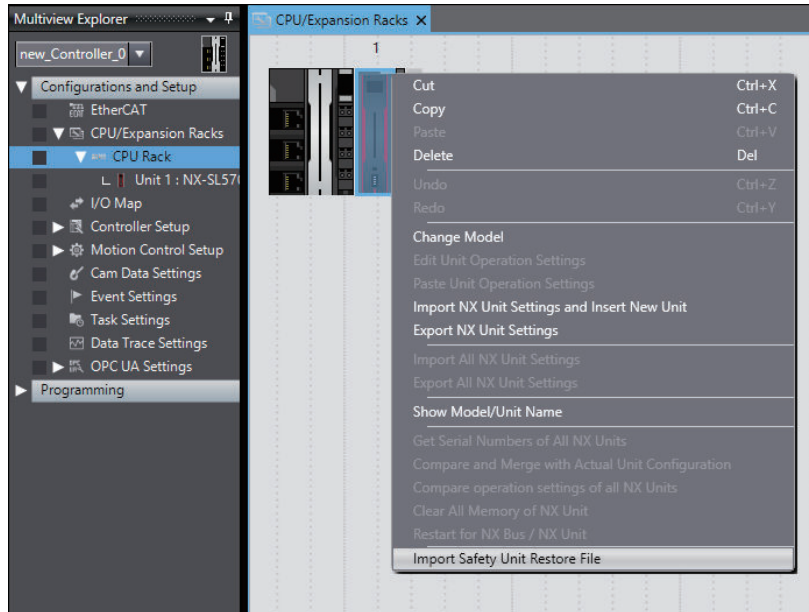 Multiview Explorer
new_Controller_0
Configurations and Setup
EtherCAT
CPU/Expansion Racks
CPU Rack
Unit 1 : NX-SL570
I/O Map
Controller Setup
Motion Control Setup
Cam Data Settings
Event Settings
Task Settings
Data Trace Settings
OPC UA Settings
Programming
CPU/Expansion Racks
1
Cut Ctrl+X
Copy Ctrl+C
Paste Ctrl+V
Delete Del
Undo Ctrl+Z
Redo Ctrl+Y
Change Model
Edit Unit Operation Settings
Paste Unit Operation Settings
Import NX Unit Settings and Insert New Unit
Export NX Unit Settings
Import All NX Unit Settings
Export All NX Unit Settings
Show Model/Unit Name
Get Serial Numbers of All NX Units
Compare and Merge with Actual Unit Configuration
Compare operation settings of all NX Units
Clear All Memory of NX Unit
Restart for NX Bus / NX Unit
Import Safety Unit Restore File